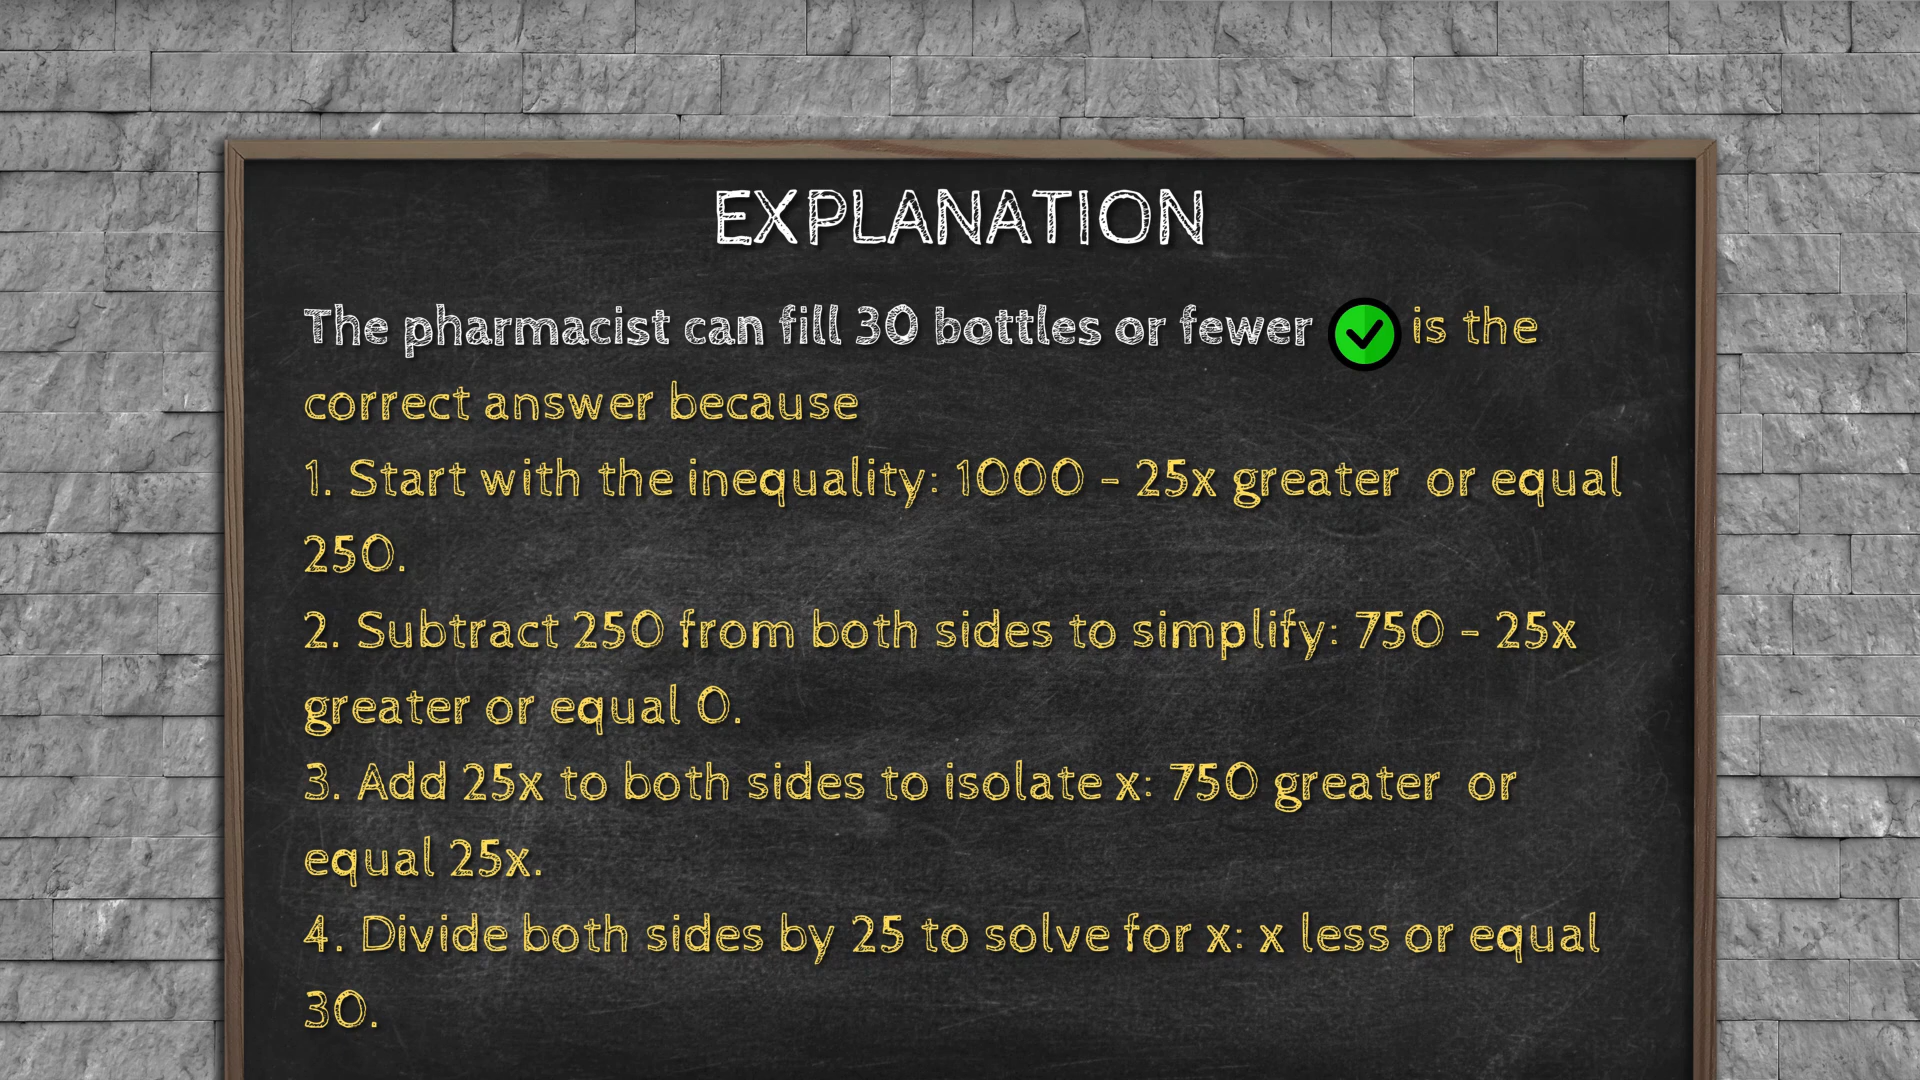 EXPLANATION
The pharmacist can fill 30 bottles or fewer is the
correct answer because
1. Start with the inequality: 1000 - 25x greater or equal
250.
2. Subtract 250 from both sides to simplify: 750 - 25x
greater or equal 0.
3. Add 25x to both sides to isolate x: 750 greater or
equal 25x.
4. Divide both sides by 25 to solve for x: x less or equal
30.